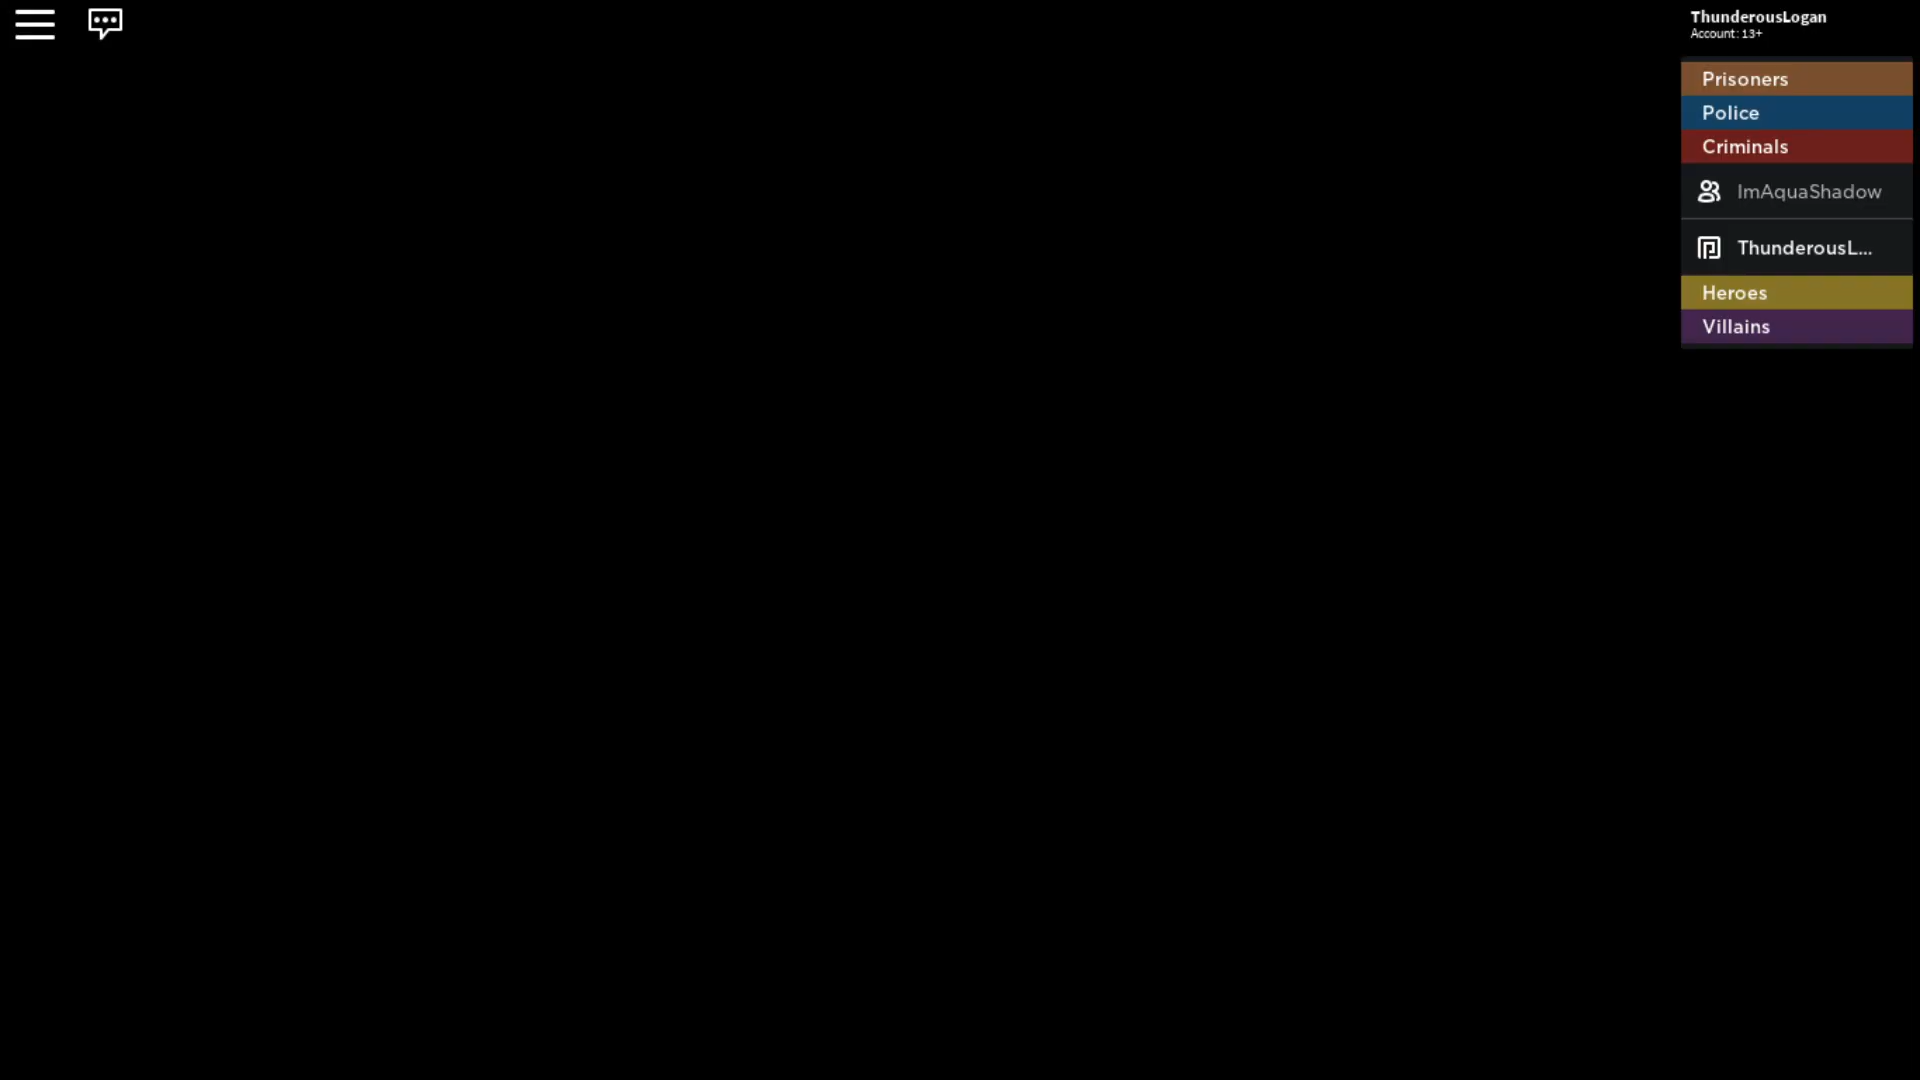 ThunderousLogan
Account: 13+
Prisoners
Police
Criminals
ImAquaShadow
ThunderousL...
Heroes
Villains